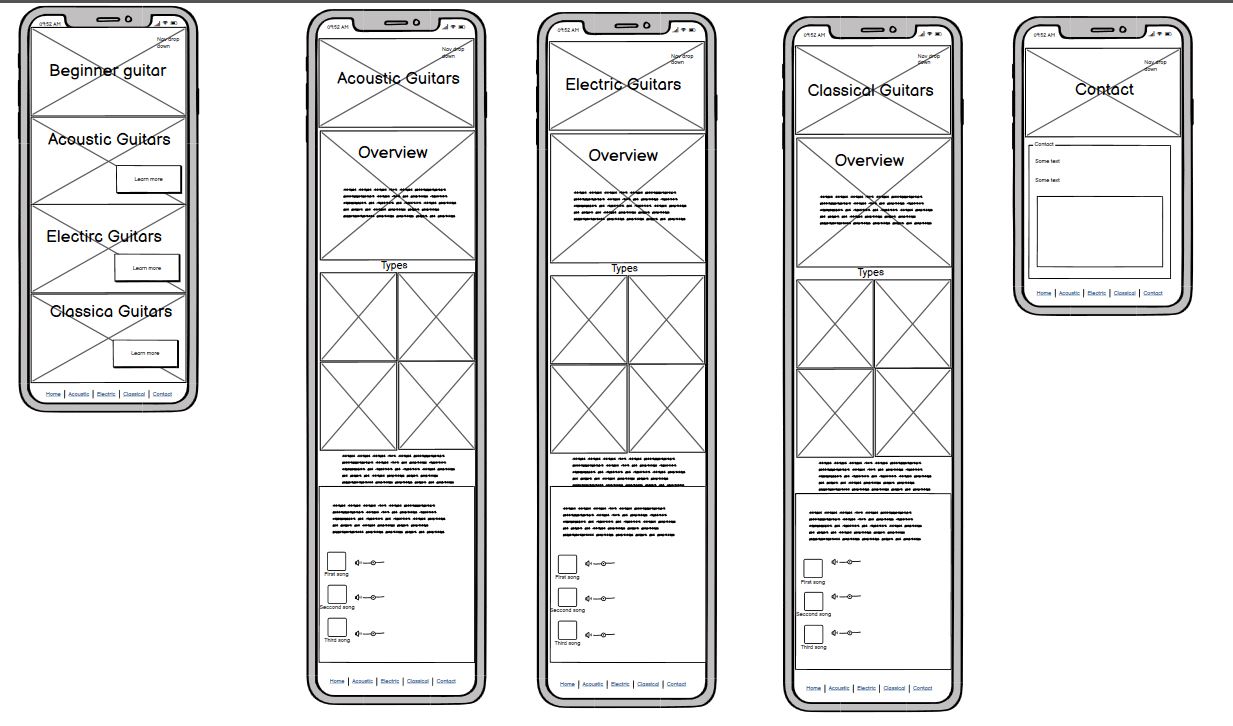 09:52 AM
Nav drop
down
Beginner guitar
Acoustic Guitars
Learn more
Electirc Guitars
Learn more
Classica Guitars
Learn more
Home Acoustic Electric Classical Contact
09:52 AM
Nav drop
down
Acoustic Guitars
Overview
Types
First song
Seccond song
Third song
Home Acoustic Electric Classical Contact
09:52 AM
Nav drop
down
Electric Guitars
Overview
Types
First song
Seccond song
Third song
Home Acoustic Electric Classical Contact
09:52 AM
Nav drop
down
Classical Guitars
Overview
Types
First song
Seccond song
Third song
Home Acoustic Electric Classical Contact
09:52 AM
Nav drop
down
Contact
Contact
Some text
Some text
Home Acoustic Electric Classical Contact